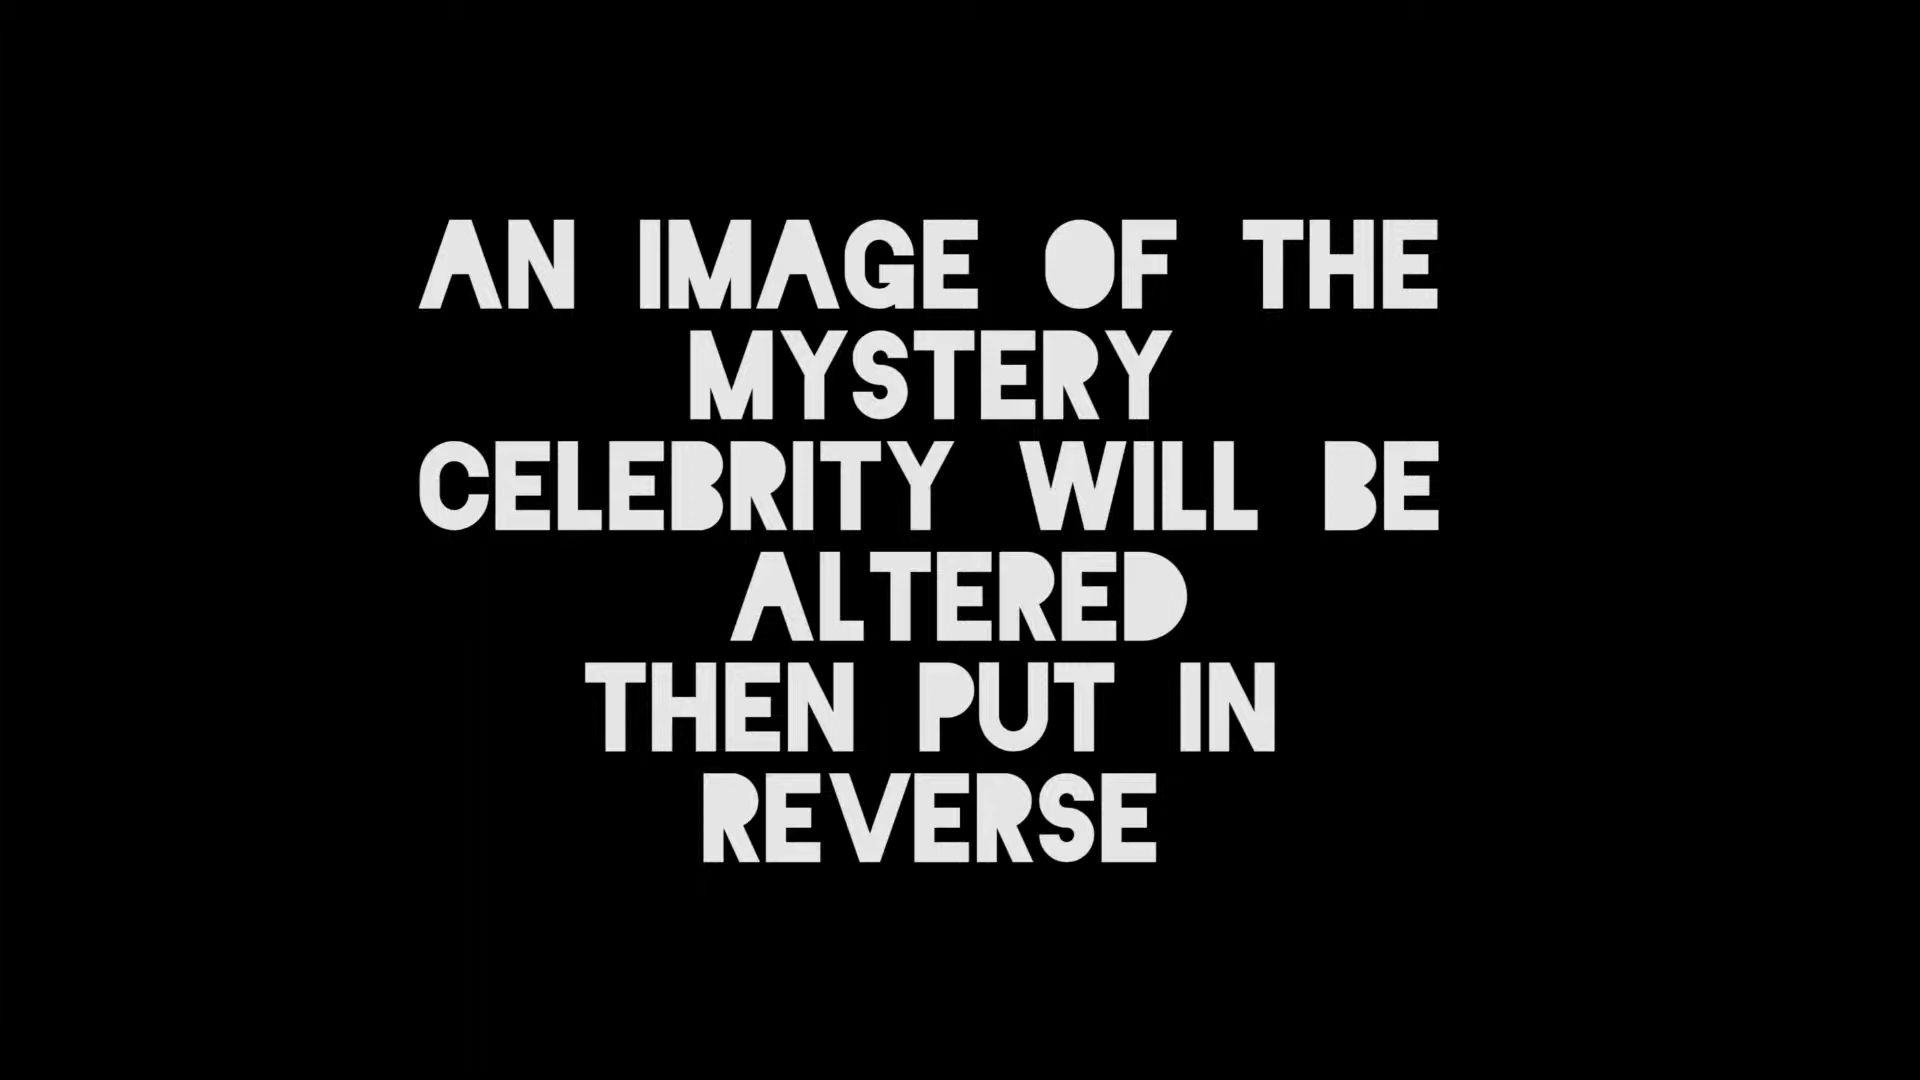 AN IMAGE OF THE
MYSTERY
CELEBRITY WILL BE
ALTERED
THEN PUT IN
REVERSE